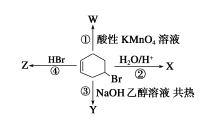 W
① 酸性 KMnO₄ 溶液
Z HBr ④ Br H₂O/H⁺ ② X
③ NaOH 乙醇溶液 共热
Y